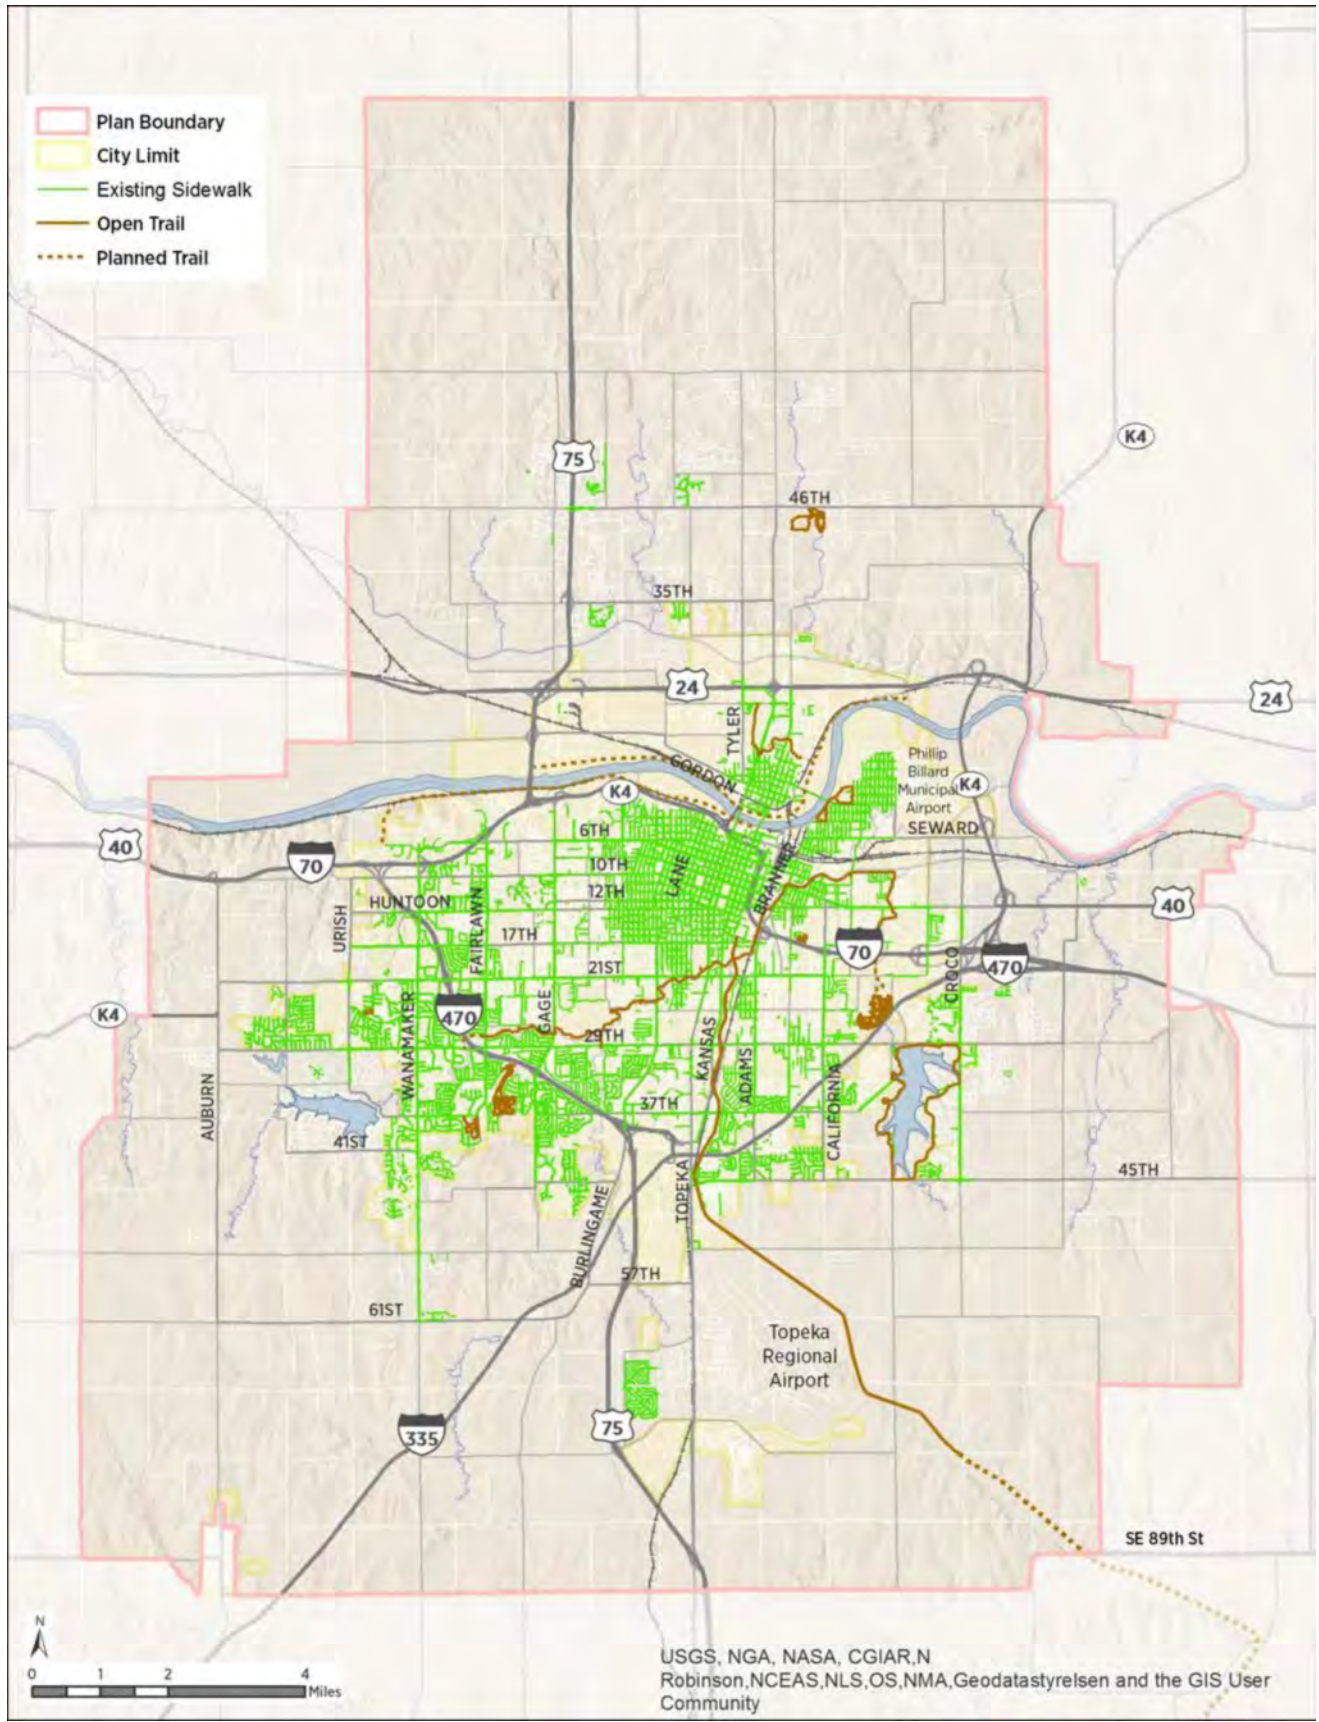 Plan Boundary
City Limit
Existing Sidewalk
Open Trail
Planned Trail
K4
75
46TH
35TH
24
24
TYLER
GORDON
Phillip
Billard
Municipal
Airport
K4
K4
SEWARD
6TH
40
70
10TH
LANE
12TH
BRANNER
HUNTOON
40
URISH
FAIRLAWN
17TH
70
21ST
CROCO
470
K4
WANAMAKER
470
GAGE
29TH
KANSAS
ADAMS
CALIFORNIA
AUBURN
37TH
41ST
45TH
TOPEKA
BURLINGAME
57TH
61ST
Topeka
Regional
Airport
335
75
SE 89th St
N
0 1 2 4
Miles
USGS, NGA, NASA, CGIAR,N
Robinson,NCEAS,NLS,OS,NMA,Geodatastyrelsen and the GIS User
Community